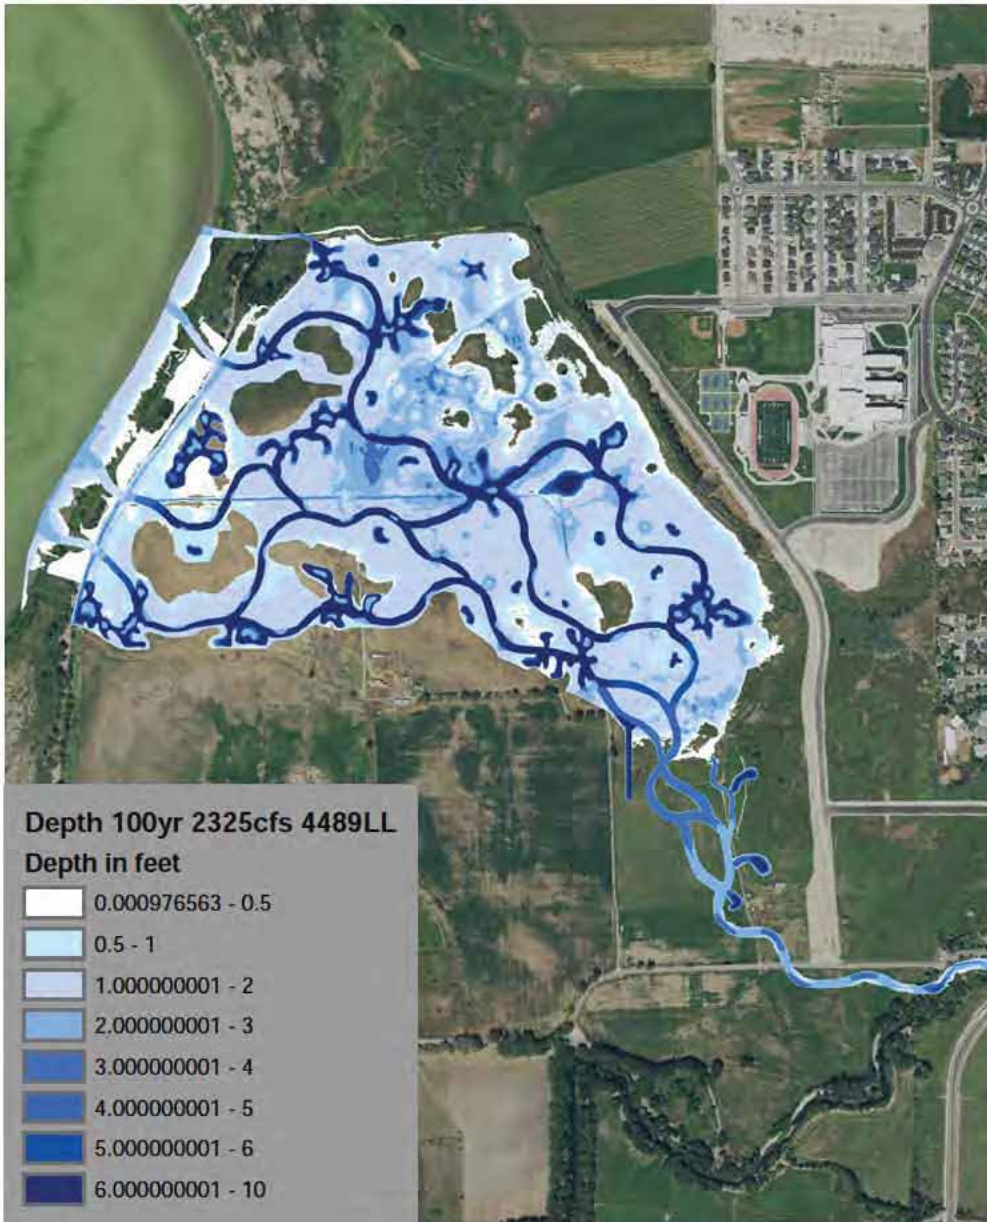 Depth 100yr 2325cfs 4489LL
Depth in feet
0.000976563 - 0.5
0.5 - 1
1.000000001 - 2
2.000000001 - 3
3.000000001 - 4
4.000000001 - 5
5.000000001 - 6
6.000000001 - 10